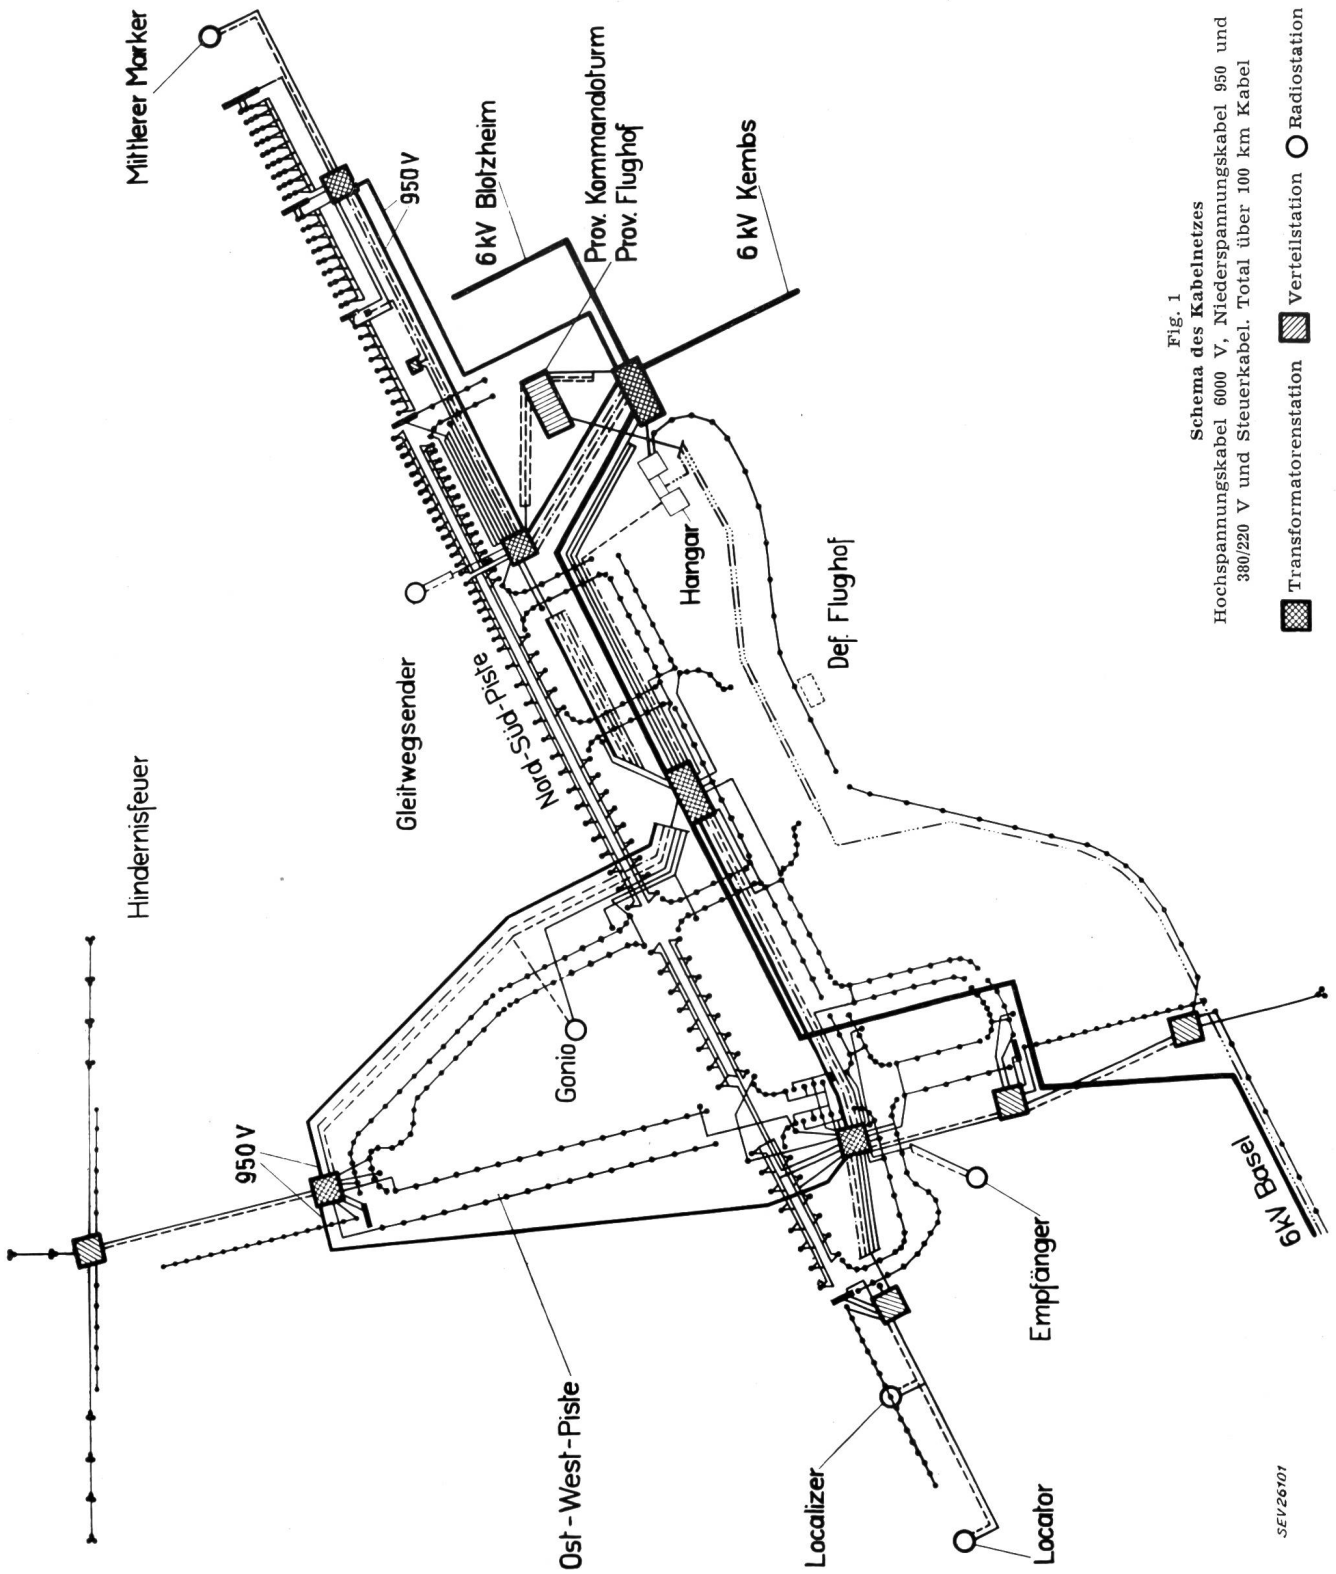 Mittlerer Marker
950 V
6 kV Blotzheim
Prov. Kommandoturm
Prov. Flughof
6 kV Kembs
Hindernisfeuer
Gleitwegsender
Nord-Süd-Piste
Hangar
Def. Flughof
950 V
Gonio
Ost-West-Piste
Empfänger
6kV Basel
Localizer
Locator
Fig. 1
Schema des Kabelnetzes
Hochspannungskabel 6000 V, Niederspannungskabel 950 und
380/220 V und Steuerkabel. Total über 100 km Kabel
Transformatorenstation Verteilstation Radiostation
SEV26101